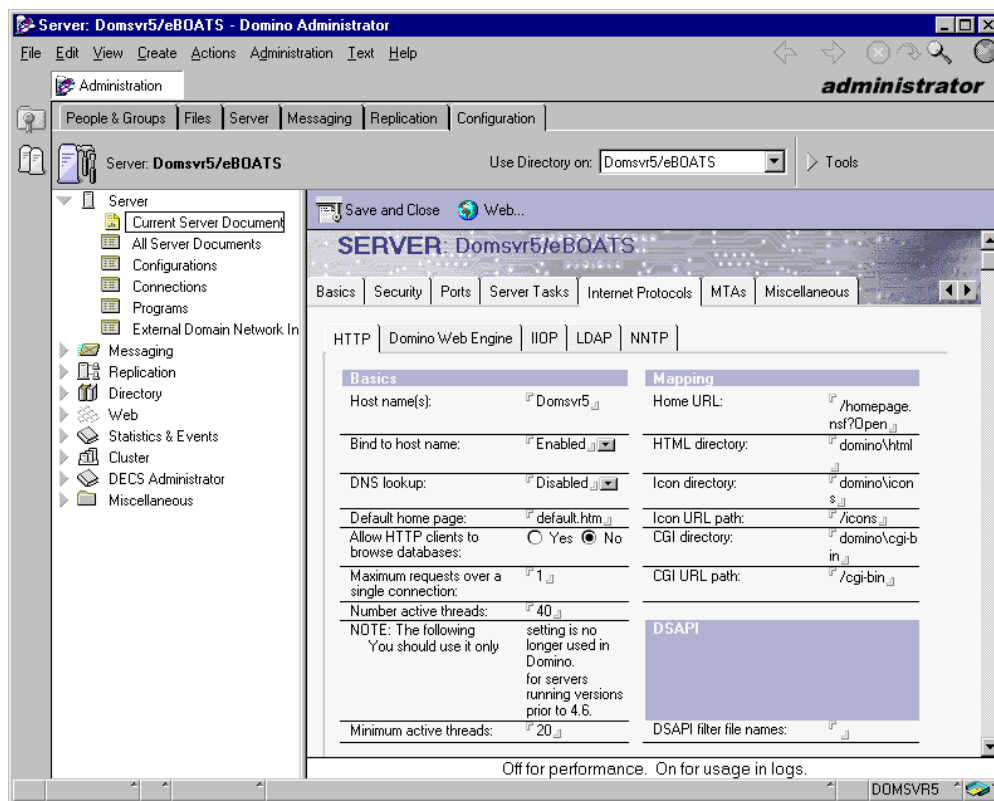 Server: Domsvr5/eBOATS - Domino Administrator
File Edit View Create Actions Administration Text Help
Administration
administrator
People & Groups Files Server Messaging Replication Configuration
Server: Domsvr5/eBOATS
Use Directory on: Domsvr5/eBOATS
Tools
Server
Current Server Document
All Server Documents
Configurations
Connections
Programs
External Domain Network In
Messaging
Replication
Directory
Web
Statistics & Events
Cluster
DECS Administrator
Miscellaneous
Save and Close Web...
SERVER: Domsvr5/eBOATS
Basics Security Ports Server Tasks Internet Protocols MTAs Miscellaneous
HTTP Domino Web Engine IIOP LDAP NNTP
Basics
Host name(s): Domsvr5
Bind to host name: Enabled
DNS lookup: Disabled
Default home page: default.htm
Allow HTTP clients to Yes No
browse databases:
Maximum requests over a 1
single connection:
Number active threads: 40
NOTE: The following setting is no
You should use it only longer used in
Domino.
for servers
running versions
prior to 4.6.
Minimum active threads: 20
Mapping
Home URL: /homepage.
nsf?Open
HTML directory: domino\html
Icon directory: domino\icon
s
Icon URL path: /icons
CGI directory: domino\cgi-b
in
CGI URL path: /cgi-bin
DSAPI
DSAPI filter file names:
Off for performance. On for usage in logs.
DOMSVR5